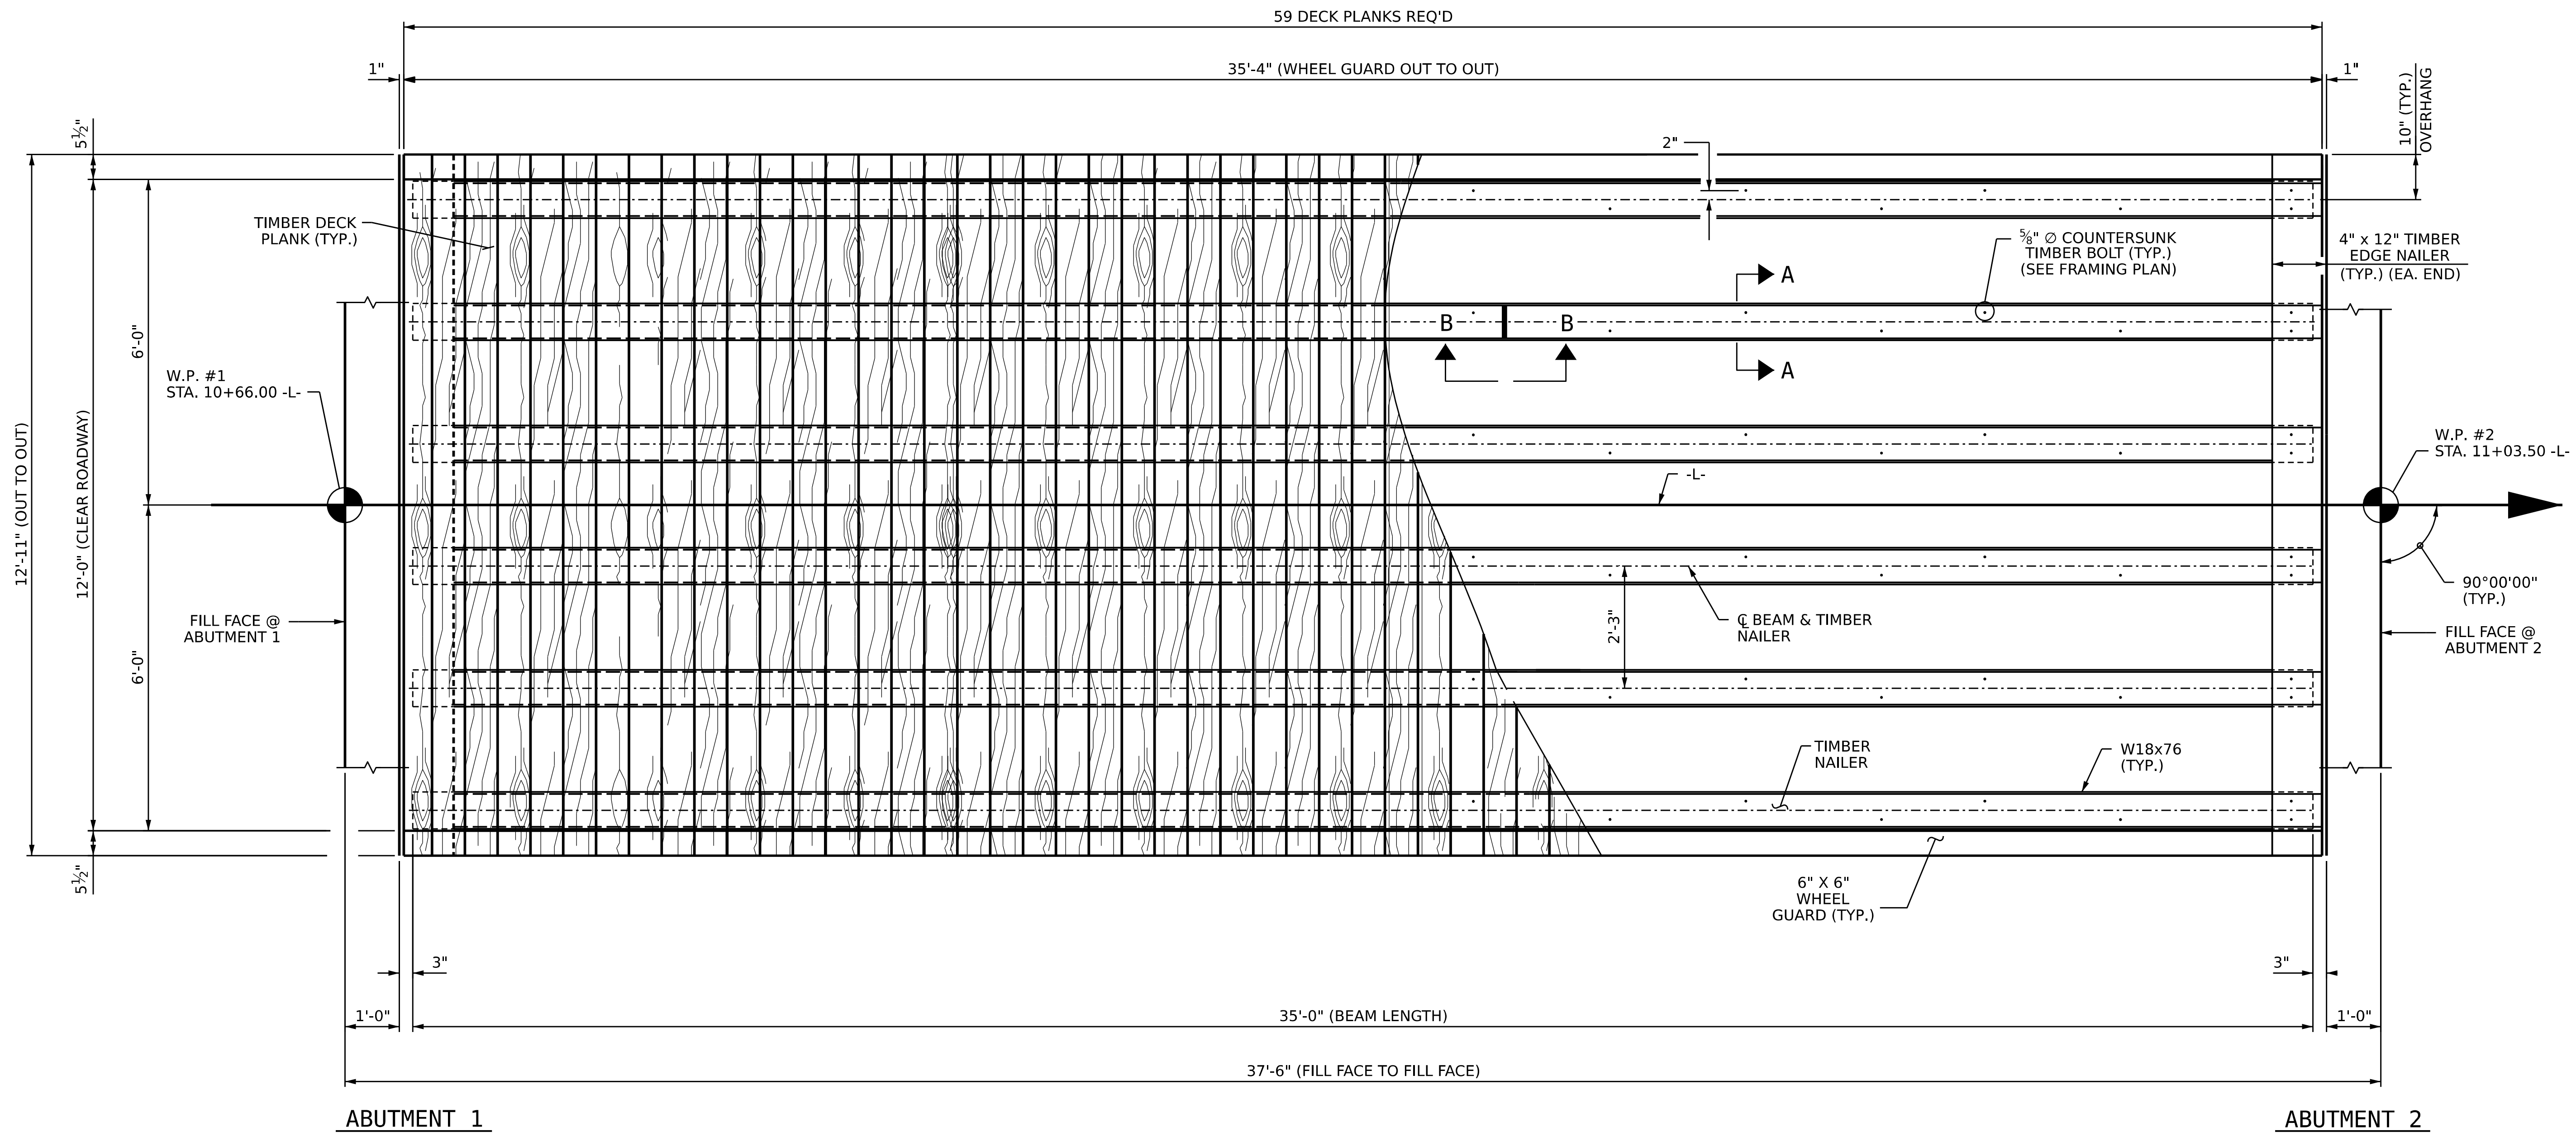 59 DECK PLANKS REQ'D
1"
35'-4" (WHEEL GUARD OUT TO OUT)
1"
10" (TYP.)
OVERHANG
5½"
2"
TIMBER DECK
PLANK (TYP.)
⅝" ∅ COUNTERSUNK
TIMBER BOLT (TYP.)
(SEE FRAMING PLAN)
4" x 12" TIMBER
EDGE NAILER
(TYP.) (EA. END)
A
B
B
A
6'-0"
W.P. #1
STA. 10+66.00 -L-
12'-11" (OUT TO OUT)
12'-0" (CLEAR ROADWAY)
W.P. #2
STA. 11+03.50 -L-
-L-
90°00'00"
(TYP.)
FILL FACE @
ABUTMENT 1
2'-3"
℄ BEAM & TIMBER
NAILER
FILL FACE @
ABUTMENT 2
6'-0"
TIMBER
NAILER
W18x76
(TYP.)
5½"
6" X 6"
WHEEL
GUARD (TYP.)
3"
3"
1'-0"
35'-0" (BEAM LENGTH)
1'-0"
37'-6" (FILL FACE TO FILL FACE)
ABUTMENT 1
ABUTMENT 2